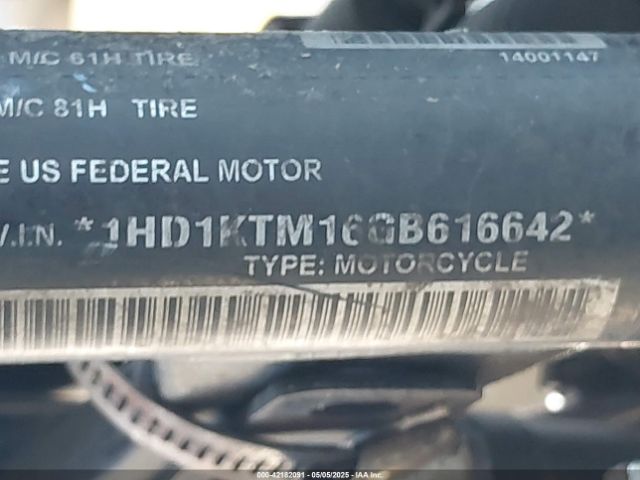 M/C 61H TIRE
14001147
M/C 81H TIRE
E US FEDERAL MOTOR
V.I.N. *1HD1KTM16GB616642*
TYPE: MOTORCYCLE
000-42182091 - 05/05/2025 - IAA Inc.